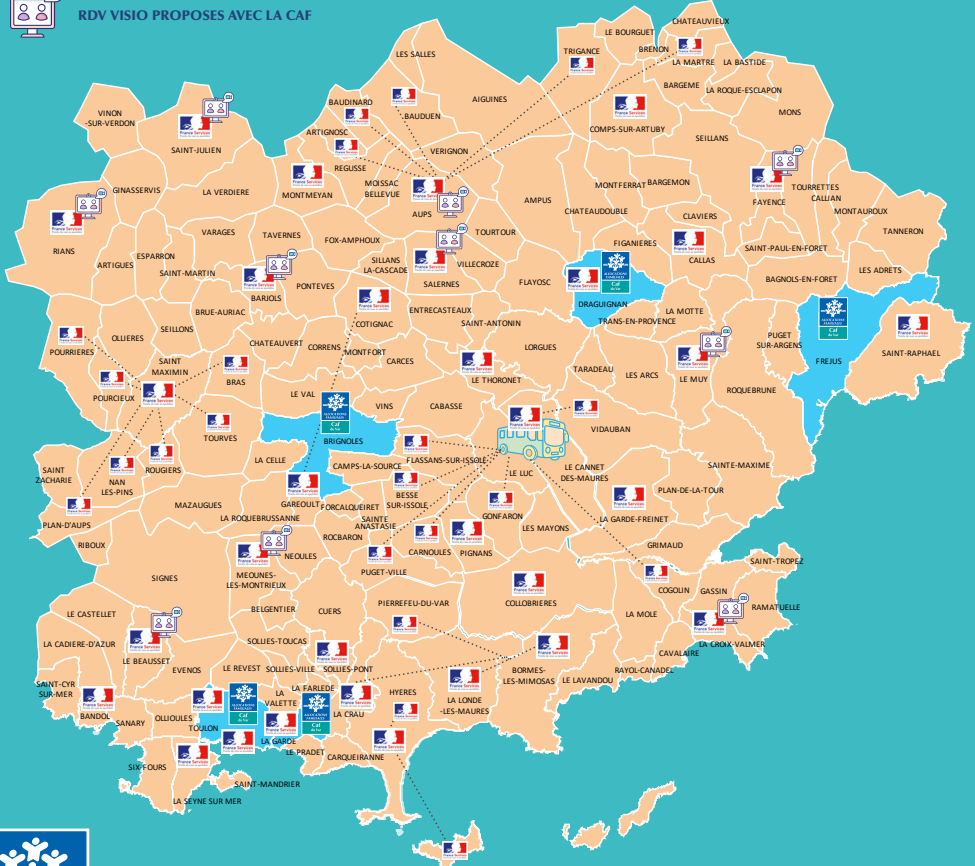 RDV VISIO PROPOSES AVEC LA CAF
CHATEAUVIEUX
LE BOURGUET
BRENON
TRIGANCE
LA MARTRE
LA BASTIDE
LES SALLES
BARGEME
LA ROQUE-ESCLAPON
AIGUINES
BAUDINARD
BAUDUEN
MONS
VINON
-SUR-VERDON
COMPS-SUR-ARTUBY
ARTIGNOSC
SEILLANS
SAINT-JULIEN
VERIGNON
REGUSSE
MOISSAC
BELLEVUE
MONTMEYAN
GINASSERVIS
LA VERDIERE
MONTFERRAT
BARGEMON
TOURRETTES
FAYENCE
CALLIAN
MONTAUROUX
AMPUS
CHATEAUDOUBLE
AUPS
CLAVIERS
TANNERON
VARAGES
TAVERNES
FOX-AMPHOUX
TOURTOUR
FIGANIERES
SAINT-PAUL-EN-FORET
RIANS
ARTIGUES
ESPARRON
SAINT-MARTIN
SILLANS
LA-CASCADE
VILLECROZE
CALLAS
LES ADRETS
BAGNOLS-EN-FORET
SALERNES
FLAYOSC
PONTEVES
BARJOLS
BRUE-AURIAC
ENTRECASTEAUX
DRAGUIGNAN
LA MOTTE
TRANS-EN-PROVENCE
COTIGNAC
SAINT-ANTONIN
SEILLONS
OLLIERES
CHATEAUVERT
CORRENS
MONTFORT
CARCES
LORGUES
PUGET
SUR-ARGENS
POURRIERES
SAINT
MAXIMIN
FREJUS
SAINT-RAPHAEL
TARADEAU
LES ARCS
LE MUY
BRAS
LE THORONET
ROQUEBRUNE
POURCIEUX
LE VAL
VINS
CABASSE
TOURVES
BRIGNOLES
VIDAUBAN
LA CELLE
CAMPS-LA-SOURCE
FLASSANS-SUR-ISSOLE
LE LUC
LE CANNET
DES-MAURES
SAINTE-MAXIME
SAINT
ZACHARIE
NAN
LES-PINS
ROUGIERS
BESSE
SUR-ISSOLE
PLAN-DE-LA-TOUR
MAZAUGUES
GAREOULT
FORCALQUEIRET
GONFARON
LA GARDE-FREINET
PLAN-D'AUPS
LA ROQUEBRUSSANNE
SAINTE
ANASTASIE
LES MAYONS
RIBOUX
ROCBARON
CARNOULES
PIGNANS
GRIMAUD
NEOULES
PUGET-VILLE
SAINT-TROPEZ
SIGNES
MEOUNES-
LES-MONTRIEUX
COGOLIN
GASSIN
COLLOBRIERES
RAMATUELLE
LE CASTELLET
BELGENTIER
CUERS
PIERREFEU-DU-VAR
LA MOLE
LA CADIERE-D'AZUR
SOLLIES-TOUCAS
LA CROIX-VALMER
CAVALAIRE
LE BEAUSSET
EVENOS
LE REVEST
SOLLIES-VILLE
SOLLIES-PONT
BORMES-
LES-MIMOSAS
RAYOL-CANADEL
LE LAVANDOU
SAINT-CYR
SUR-MER
LA
VALETTE
LA FARLEDE
HYERES
LA LONDE
-LES-MAURES
BANDOL
SANARY
OLLIOULES
LA CRAU
TOULON
LA GARDE
LE PRADET
CARQUEIRANNE
SIX-FOURS
SAINT-MANDRIER
LA SEYNE SUR MER